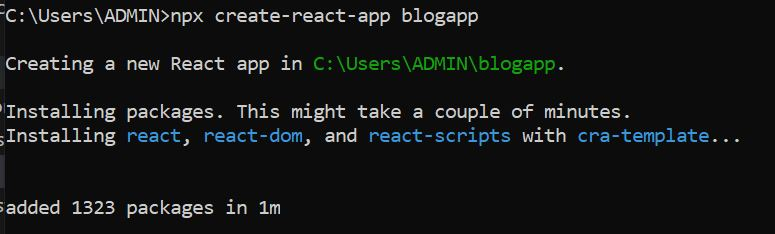 C:\Users\ADMIN>npx create-react-app blogapp
Creating a new React app in C:\Users\ADMIN\blogapp.
Installing packages. This might take a couple of minutes.
Installing react, react-dom, and react-scripts with cra-template...
added 1323 packages in 1m